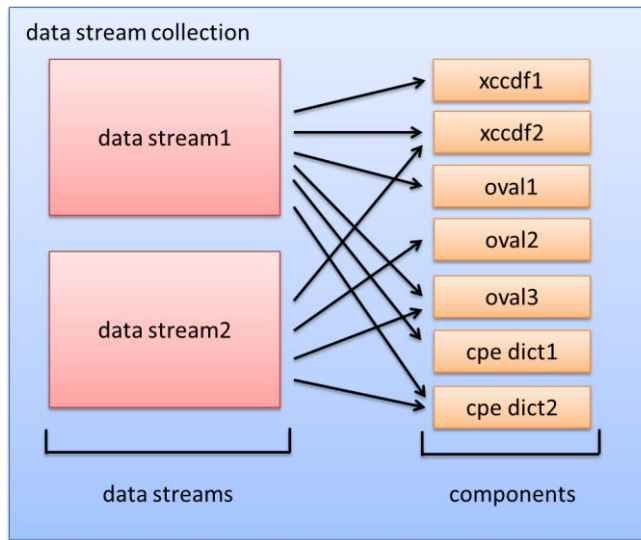 data stream collection
data stream1
data stream2
xccdf1
xccdf2
oval1
oval2
oval3
cpe dict1
cpe dict2
data streams
components